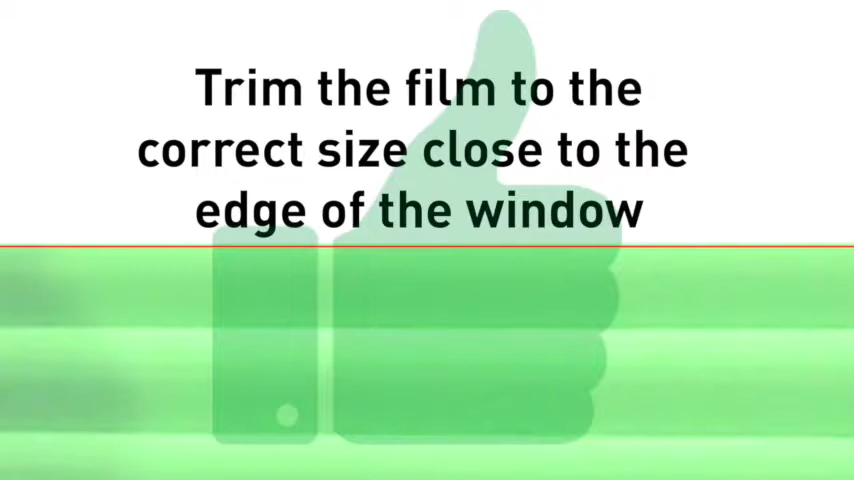 Trim the film to the
correct size close to the
edge of the window